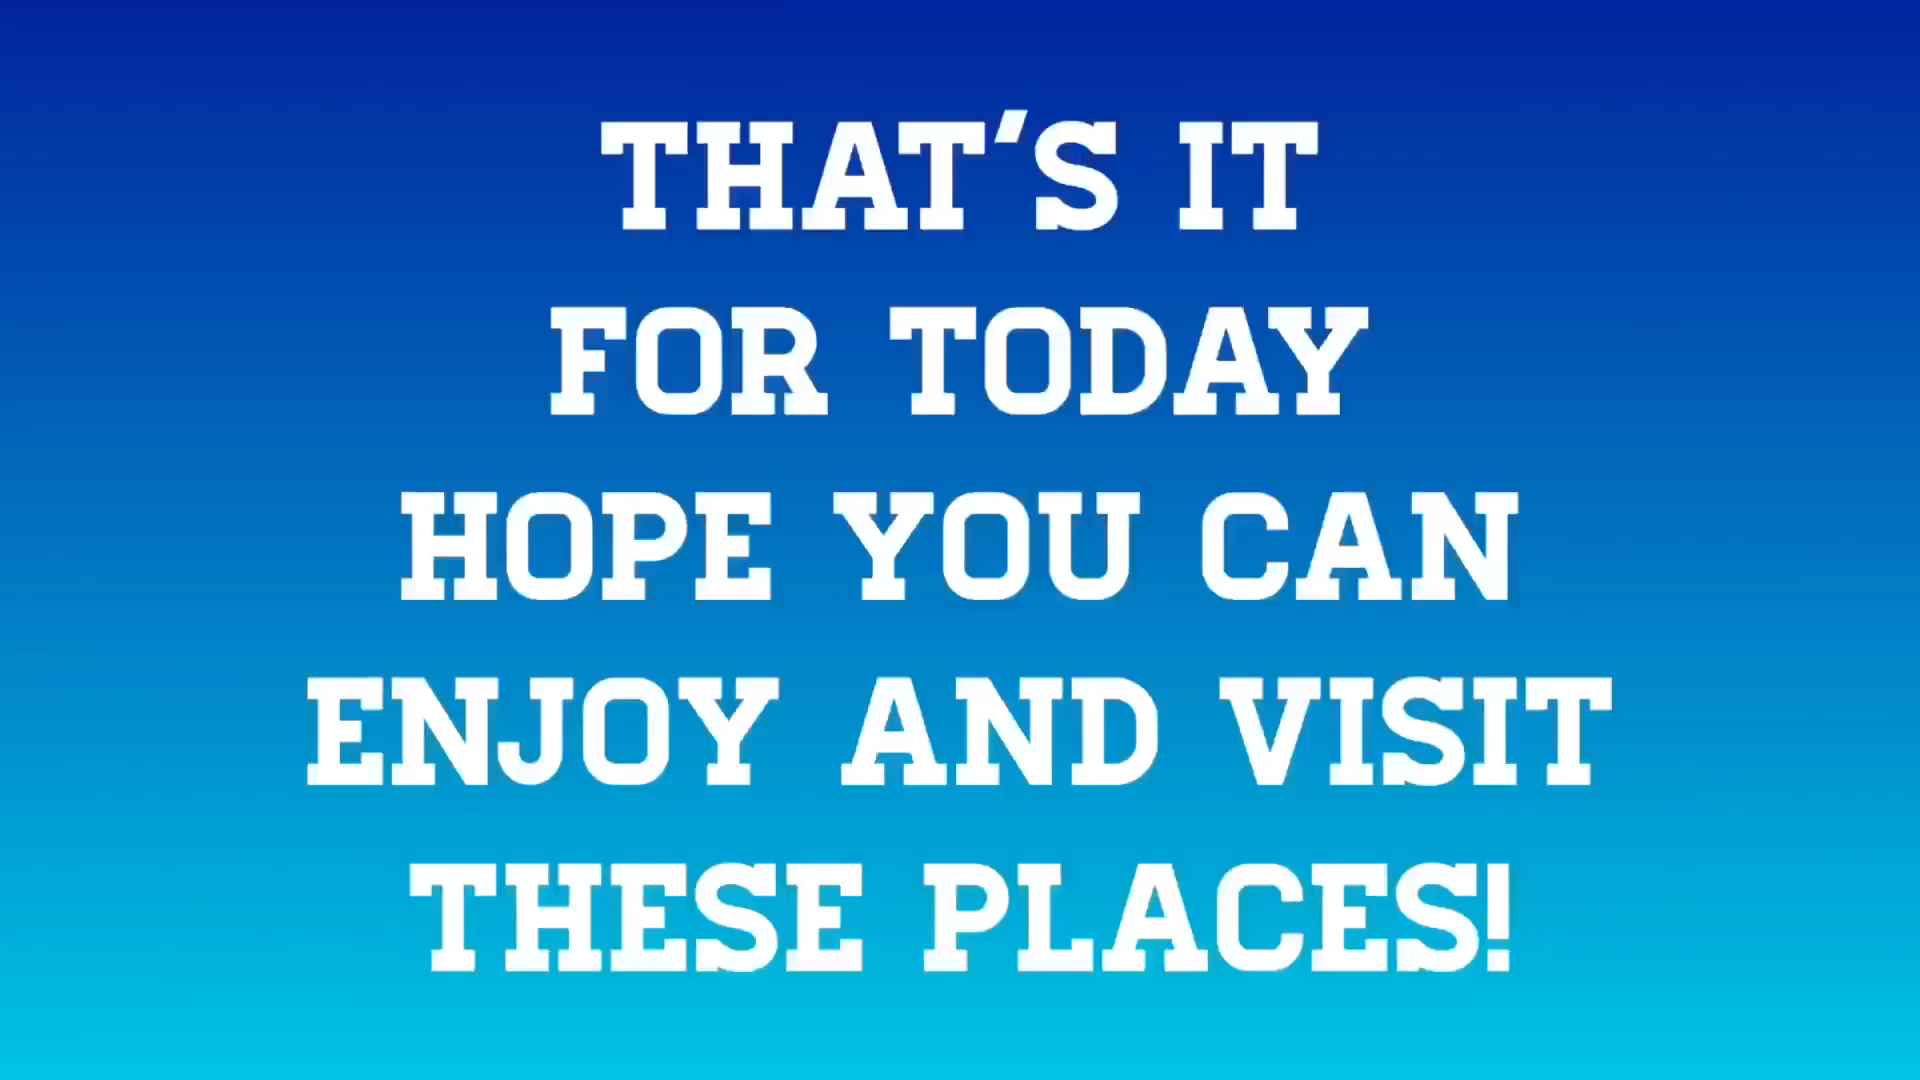 THAT'S IT
FOR TODAY
HOPE YOU CAN
ENJOY AND VISIT
THESE PLACES!